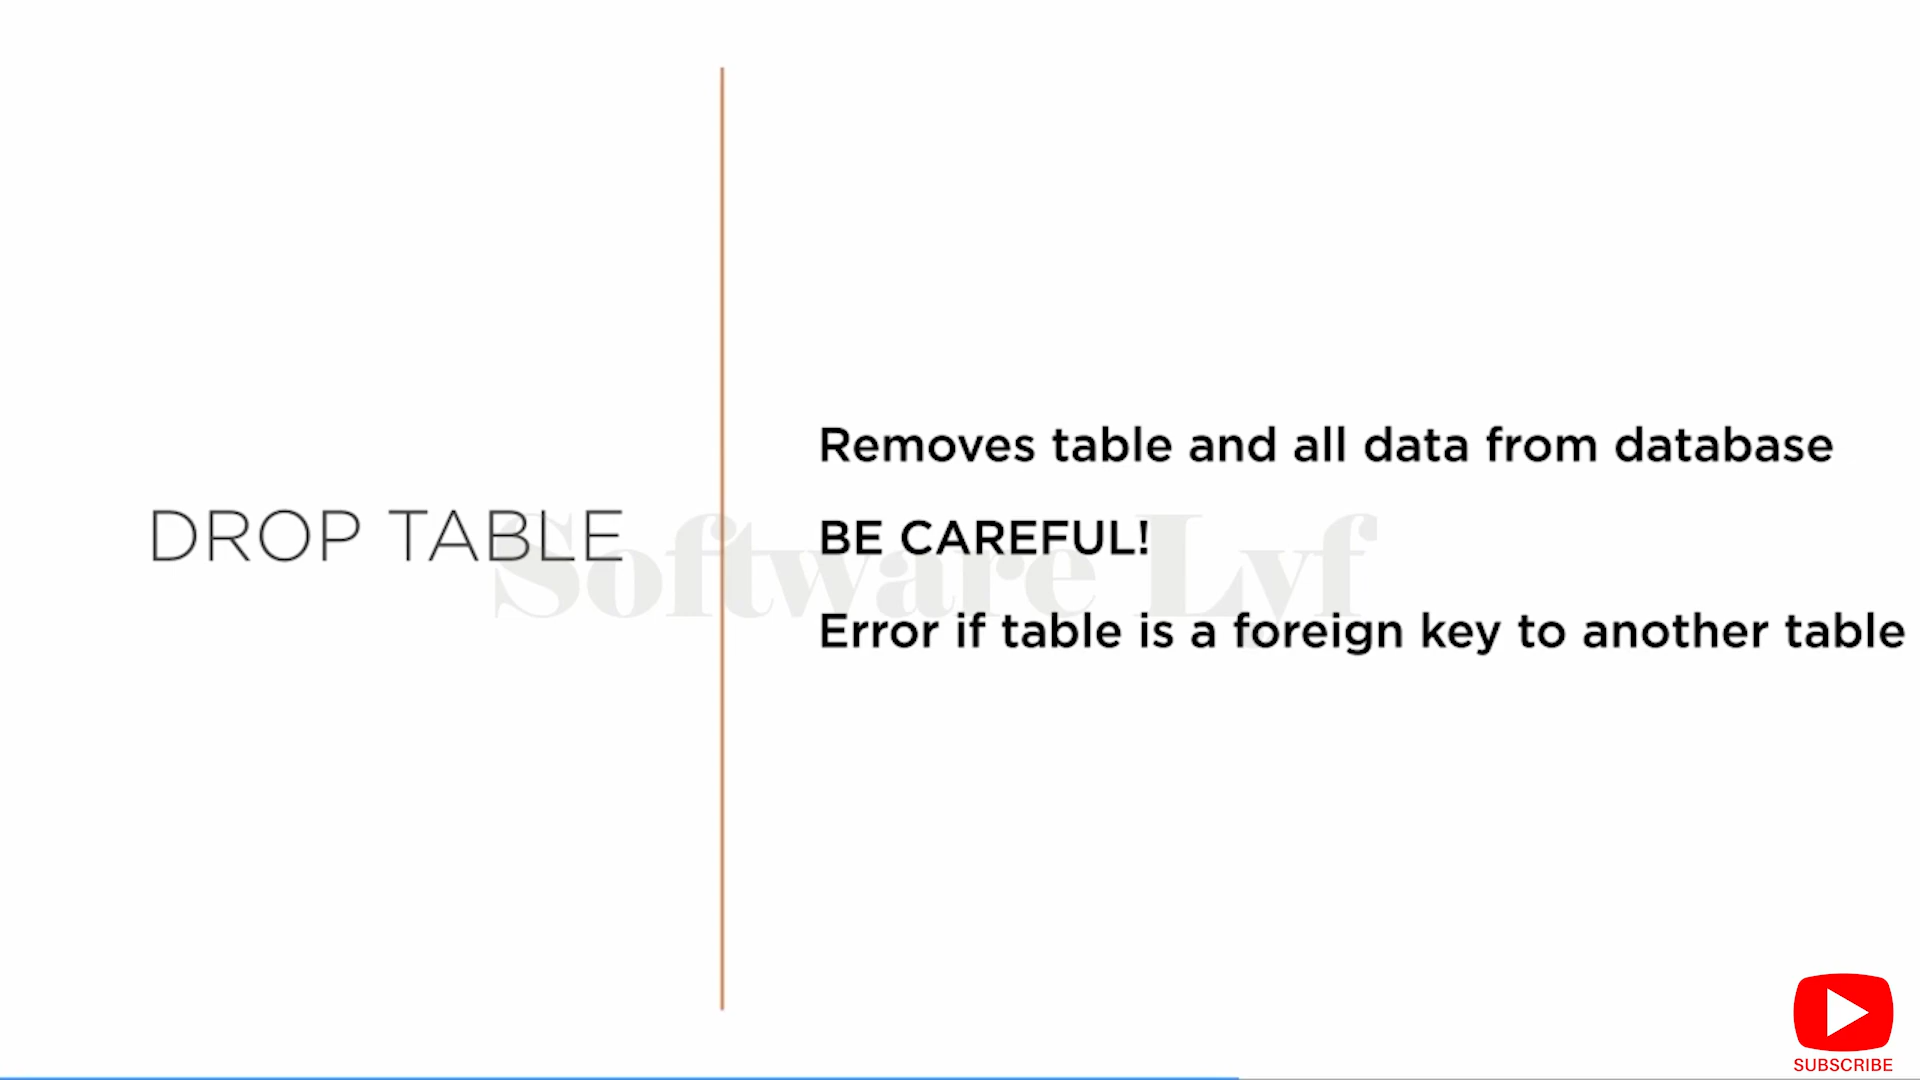 DROP TABLE
Removes table and all data from database
BE CAREFUL!
Error if table is a foreign key to another table
Software Lyf
SUBSCRIBE